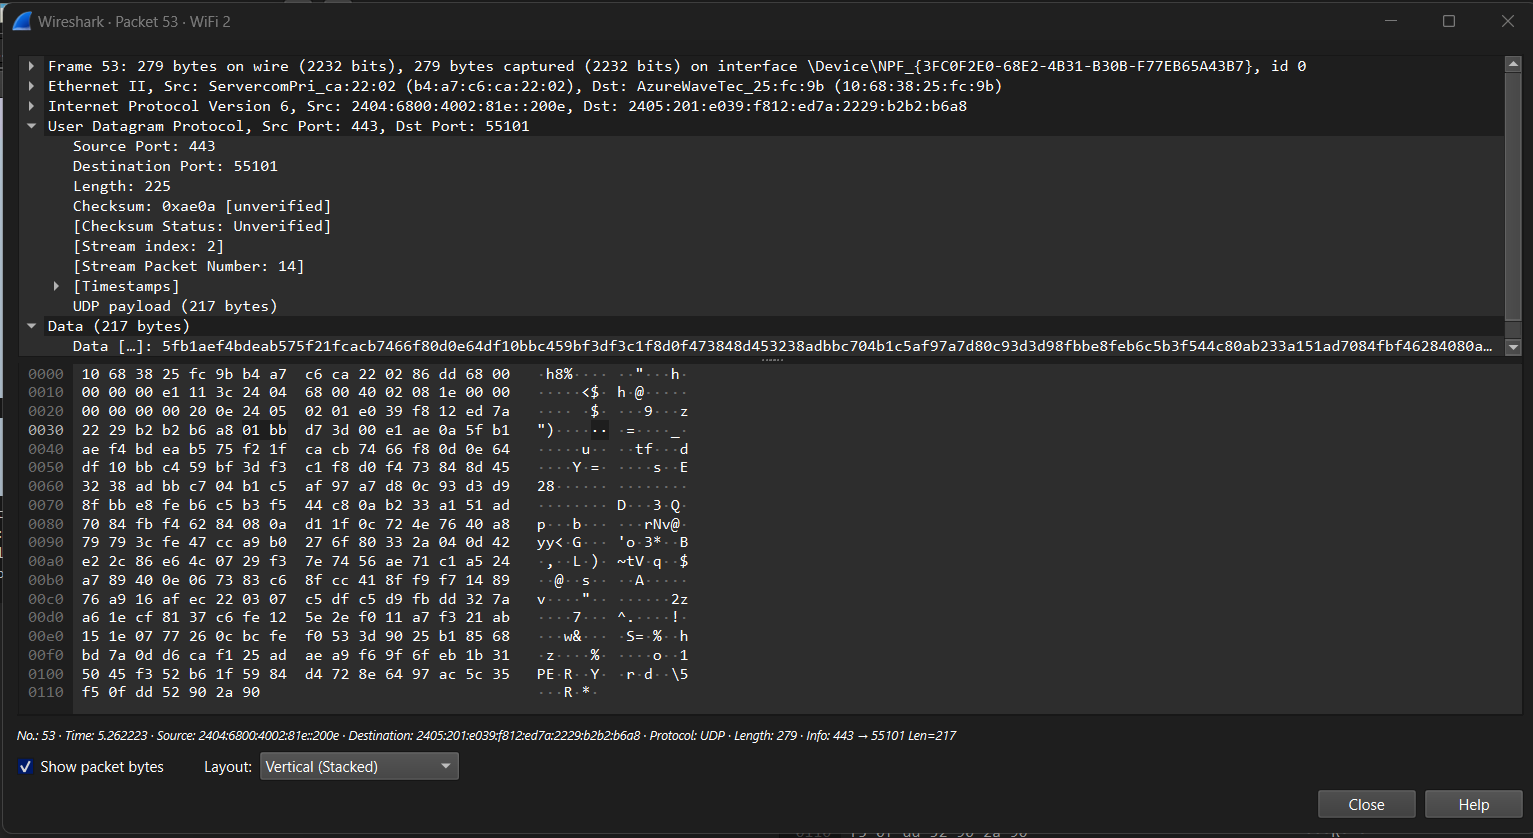 Wireshark · Packet 53 · WiFi 2
Frame 53: 279 bytes on wire (2232 bits), 279 bytes captured (2232 bits) on interface \Device\NPF_{3FC0F2E0-68E2-4B31-B30B-F77EB65A43B7}, id 0
Ethernet II, Src: ServercomPri_ca:22:02 (b4:a7:c6:ca:22:02), Dst: AzureWaveTec_25:fc:9b (10:68:38:25:fc:9b)
Internet Protocol Version 6, Src: 2404:6800:4002:81e::200e, Dst: 2405:201:e039:f812:ed7a:2229:b2b2:b6a8
User Datagram Protocol, Src Port: 443, Dst Port: 55101
Source Port: 443
Destination Port: 55101
Length: 225
Checksum: 0xae0a [unverified]
[Checksum Status: Unverified]
[Stream index: 2]
[Stream Packet Number: 14]
[Timestamps]
UDP payload (217 bytes)
Data (217 bytes)
Data […]: 5fb1aef4bdeab575f21fcacb7466f80d0e64df10bbc459bf3df3c1f8d0f473848d453238adbbc704b1c5af97a7d80c93d3d98fbbe8feb6c5b3f544c80ab233a151ad7084fbf46284080a…
0000 10 68 38 25 fc 9b b4 a7 c6 ca 22 02 86 dd 68 00 ·h8%···· ··"···h·
0010 00 00 00 e1 11 3c 24 04 68 00 40 02 08 1e 00 00 ·····<$· h·@·····
0020 00 00 00 00 20 0e 24 05 02 01 e0 39 f8 12 ed 7a ···· ·$· ···9···z
0030 22 29 b2 b2 b6 a8 01 bb d7 3d 00 e1 ae 0a 5f b1 ")······ ·=····_·
0040 ae f4 bd ea b5 75 f2 1f ca cb 74 66 f8 0d 0e 64 ·····u·· ··tf···d
0050 df 10 bb c4 59 bf 3d f3 c1 f8 d0 f4 73 84 8d 45 ····Y·=· ····s··E
0060 32 38 ad bb c7 04 b1 c5 af 97 a7 d8 0c 93 d3 d9 28······ ········
0070 8f bb e8 fe b6 c5 b3 f5 44 c8 0a b2 33 a1 51 ad ········ D···3·Q·
0080 70 84 fb f4 62 84 08 0a d1 1f 0c 72 4e 76 40 a8 p···b··· ···rNv@·
0090 79 79 3c fe 47 cc a9 b0 27 6f 80 33 2a 04 0d 42 yy<·G··· 'o·3*··B
00a0 e2 2c 86 e6 4c 07 29 f3 7e 74 56 ae 71 c1 a5 24 ·,··L·)· ~tV·q··$
00b0 a7 89 40 0e 06 73 83 c6 8f cc 41 8f f9 f7 14 89 ··@··s·· ··A·····
00c0 76 a9 16 af ec 22 03 07 c5 df c5 d9 fb dd 32 7a v····"·· ······2z
00d0 a6 1e cf 81 37 c6 fe 12 5e 2e f0 11 a7 f3 21 ab ····7··· ^.····!·
00e0 15 1e 07 77 26 0c bc fe f0 53 3d 90 25 b1 85 68 ···w&··· ·S=·%··h
00f0 bd 7a 0d d6 ca f1 25 ad ae a9 f6 9f 6f eb 1b 31 ·z····%· ····o··1
0100 50 45 f3 52 b6 1f 59 84 d4 72 8e 64 97 ac 5c 35 PE·R··Y· ·r·d··\5
0110 f5 0f dd 52 90 2a 90 ···R·*·
No.: 53 · Time: 5.262223 · Source: 2404:6800:4002:81e::200e · Destination: 2405:201:e039:f812:ed7a:2229:b2b2:b6a8 · Protocol: UDP · Length: 279 · Info: 443 → 55101 Len=217
Show packet bytes Layout: Vertical (Stacked)
Close Help